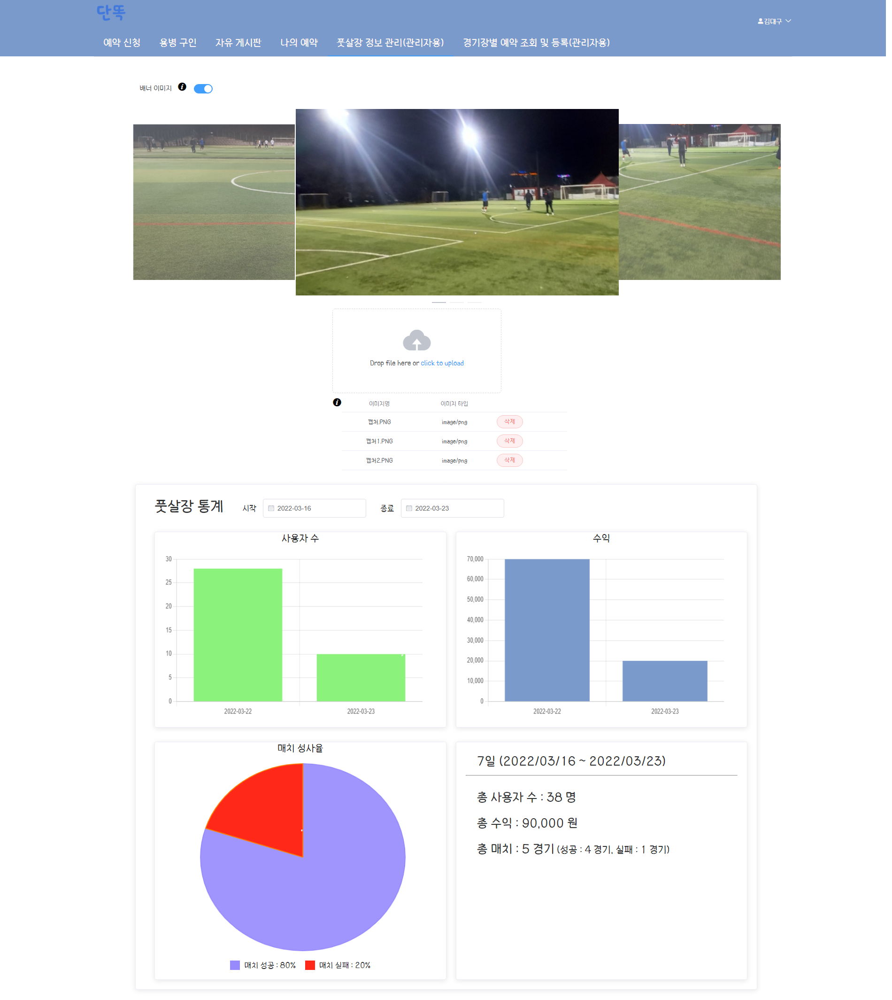 단똑
김대구
예약 신청 용병 구인 자유 게시판 나의 예약 풋살장 정보 관리(관리자용) 경기장별 예약 조회 및 등록(관리자용)
배너 이미지
Drop file here or click to upload
이미지명 이미지 타입
캡처.PNG image/png 삭제
캡처1.PNG image/png 삭제
캡처2.PNG image/png 삭제
풋살장 통계 시작 2022-03-16 종료 2022-03-23
사용자 수
30
25
20
15
10
5
0
2022-03-22 2022-03-23
수익
70,000
60,000
50,000
40,000
30,000
20,000
10,000
0
2022-03-22 2022-03-23
매치 성사율
매치 성공 : 80% 매치 실패 : 20%
7일 (2022/03/16 ~ 2022/03/23)
총 사용자 수 : 38 명
총 수익 : 90,000 원
총 매치 : 5 경기 (성공 : 4 경기, 실패 : 1 경기)